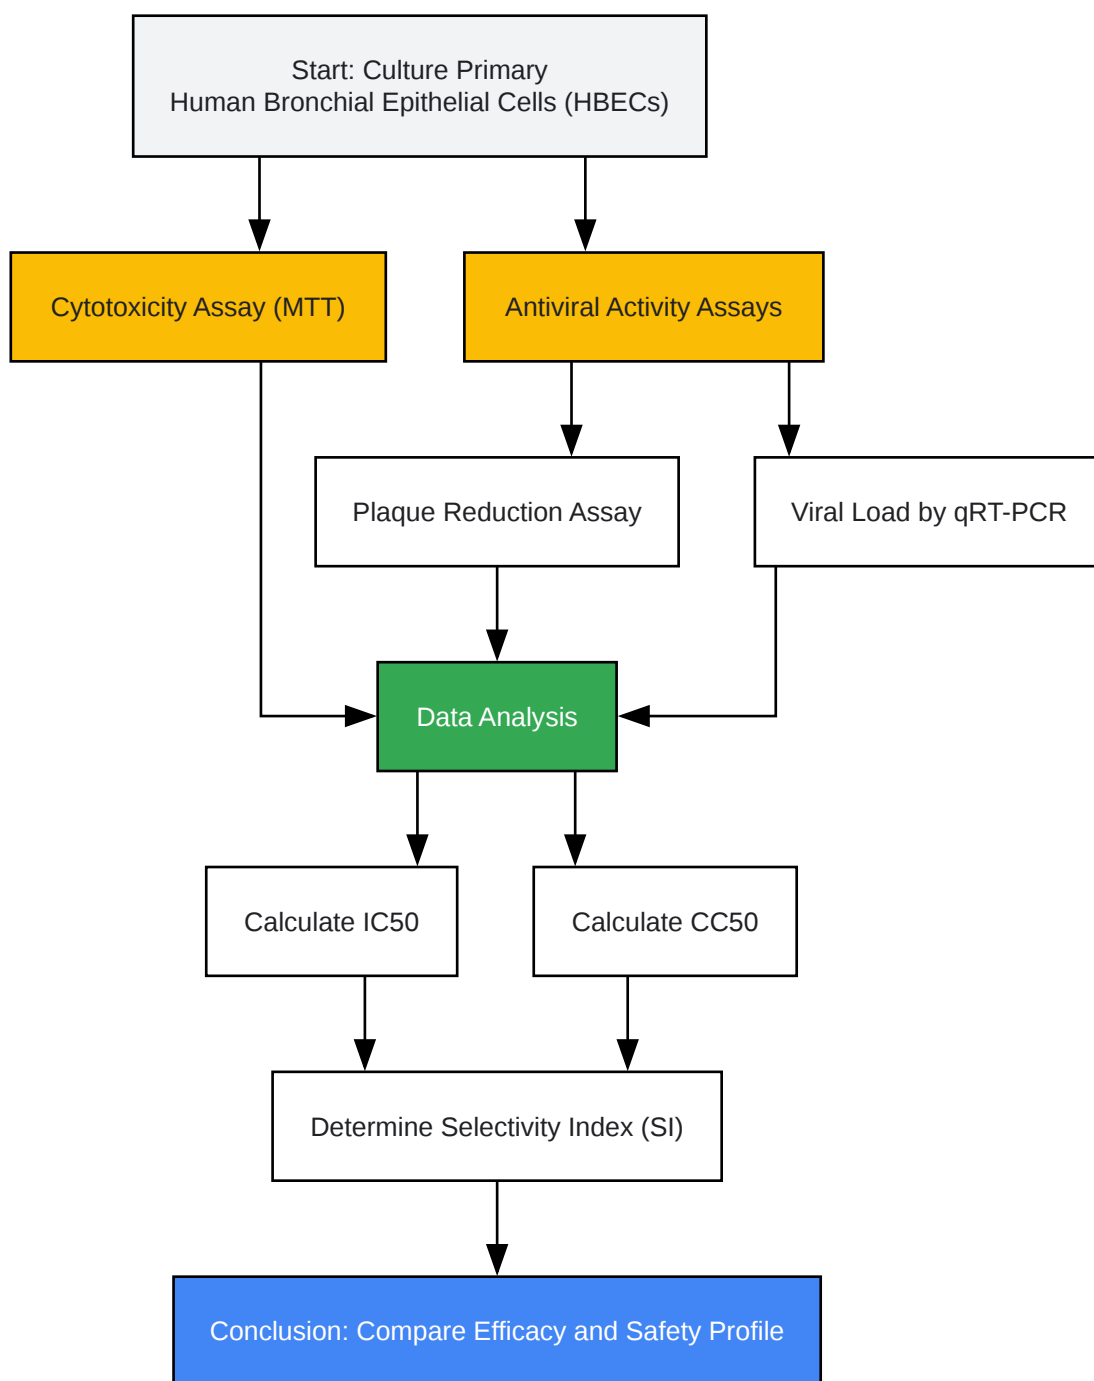 Start: Culture Primary
Human Bronchial Epithelial Cells (HBECs)
Cytotoxicity Assay (MTT)
Antiviral Activity Assays
Plaque Reduction Assay
Viral Load by qRT-PCR
Data Analysis
Calculate IC50
Calculate CC50
Determine Selectivity Index (SI)
Conclusion: Compare Efficacy and Safety Profile